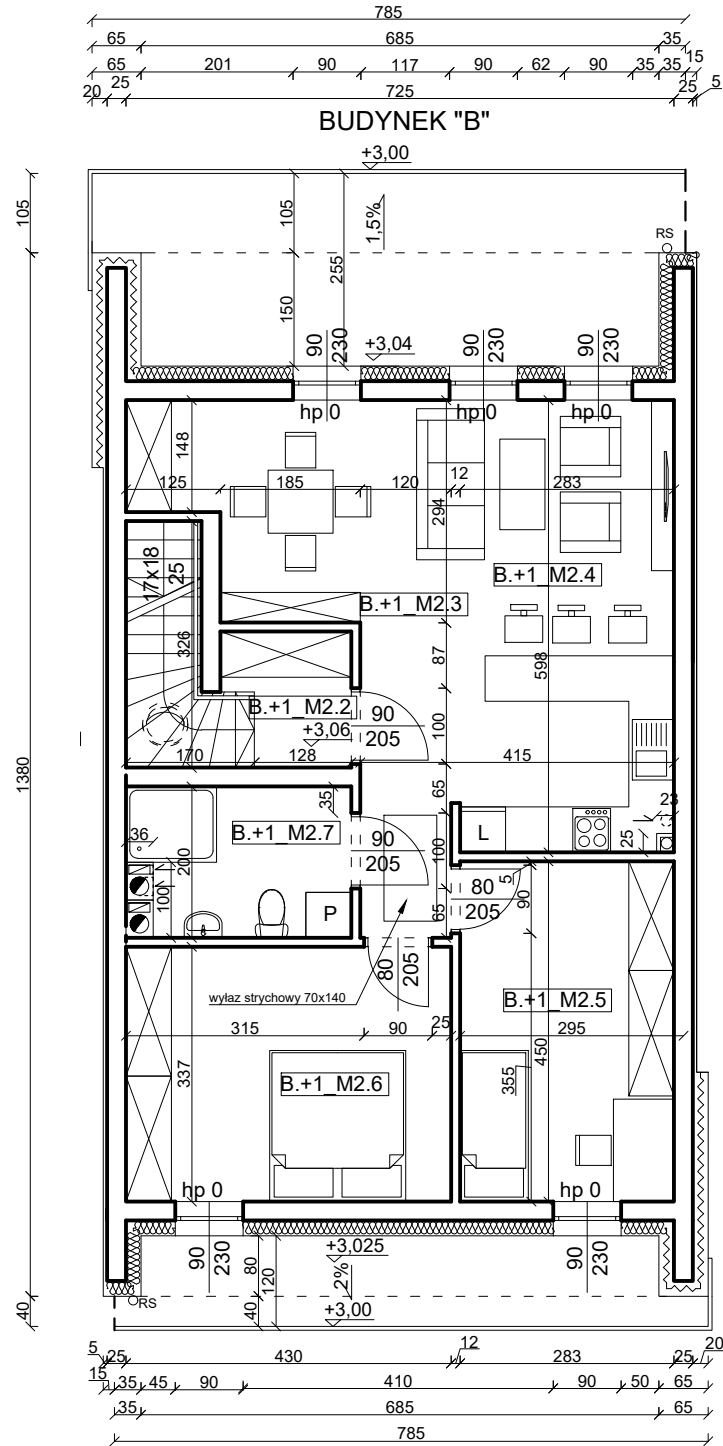 785
65 685 35
65 201 90 117 90 62 90 35 35 15
20 25 725 25 5
BUDYNEK "B"
+3,00
105 105 1,5% RS
255
150
90 230 +3,04 90 230 90 230
hp 0 hp 0 hp 0
148
125 185 120 12 283
294
17x18 25
B.+1_M2.4
B.+1_M2.3
326
87
598
B.+1_M2.2
90
205
100
+3,06
170 128 415
65
35
23
36
B.+1_M2.7
L
25
200
90
205
100
100
5
80
205
90
P
65
80
205
wyłaz strychowy 70x140
B.+1_M2.5
315 90 25 295
337
450
355
B.+1_M2.6
1380
hp 0 hp 0
90 230 +3,025 90 230
80
120
2%
40 RS 40 +3,00
5 25 430 12 283 25 20
15 35 45 90 410 90 50 65
35 685 65
785